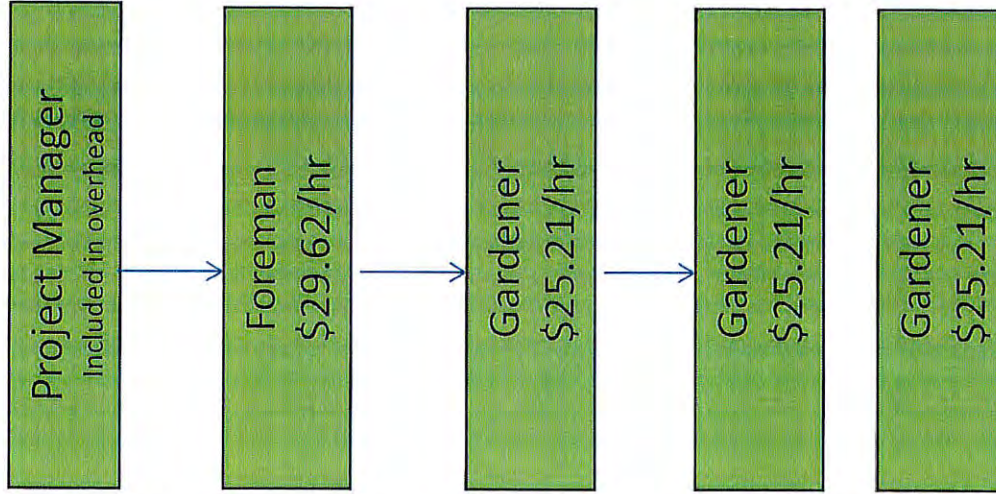 Project Manager
Included in overhead
Foreman
$29.62/hr
Gardener
$25.21/hr
Gardener
$25.21/hr
Gardener
$25.21/hr